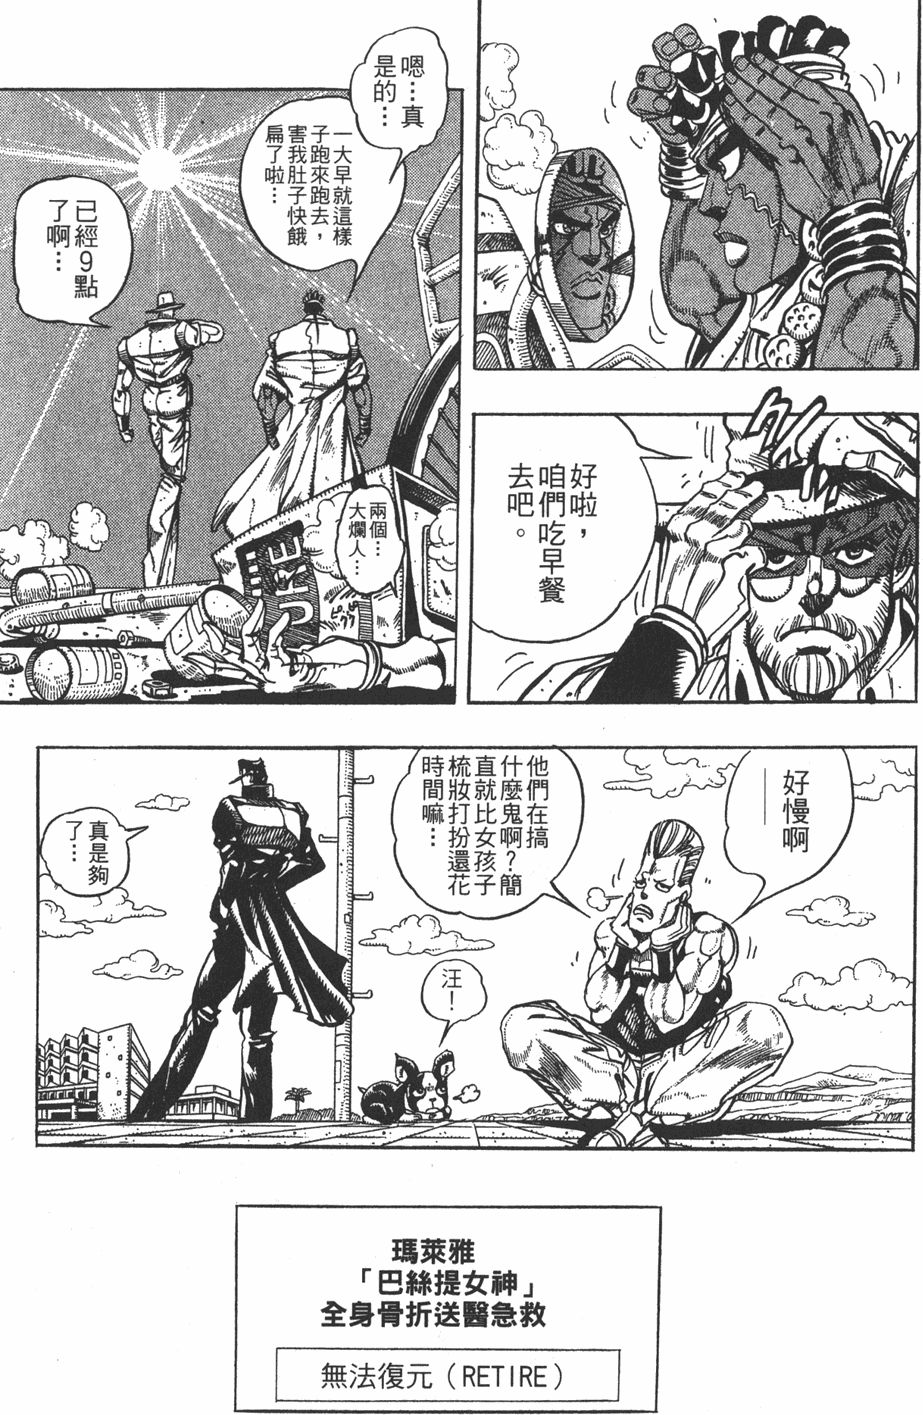 好啦，
咱們吃早餐
去吧。
嗯…真
是的…
一大早就這樣
子跑來跑去，
害我肚子快餓
扁了啦…
已經9點
了啊…
兩個…
大爛人…
好慢啊
——
他們在搞
什麼鬼啊？簡
直就比女孩子
梳妝打扮還花
時間嘛…
汪！
真是夠
了…
瑪萊雅
「巴絲提女神」
全身骨折送醫急救
無法復元（RETIRE）